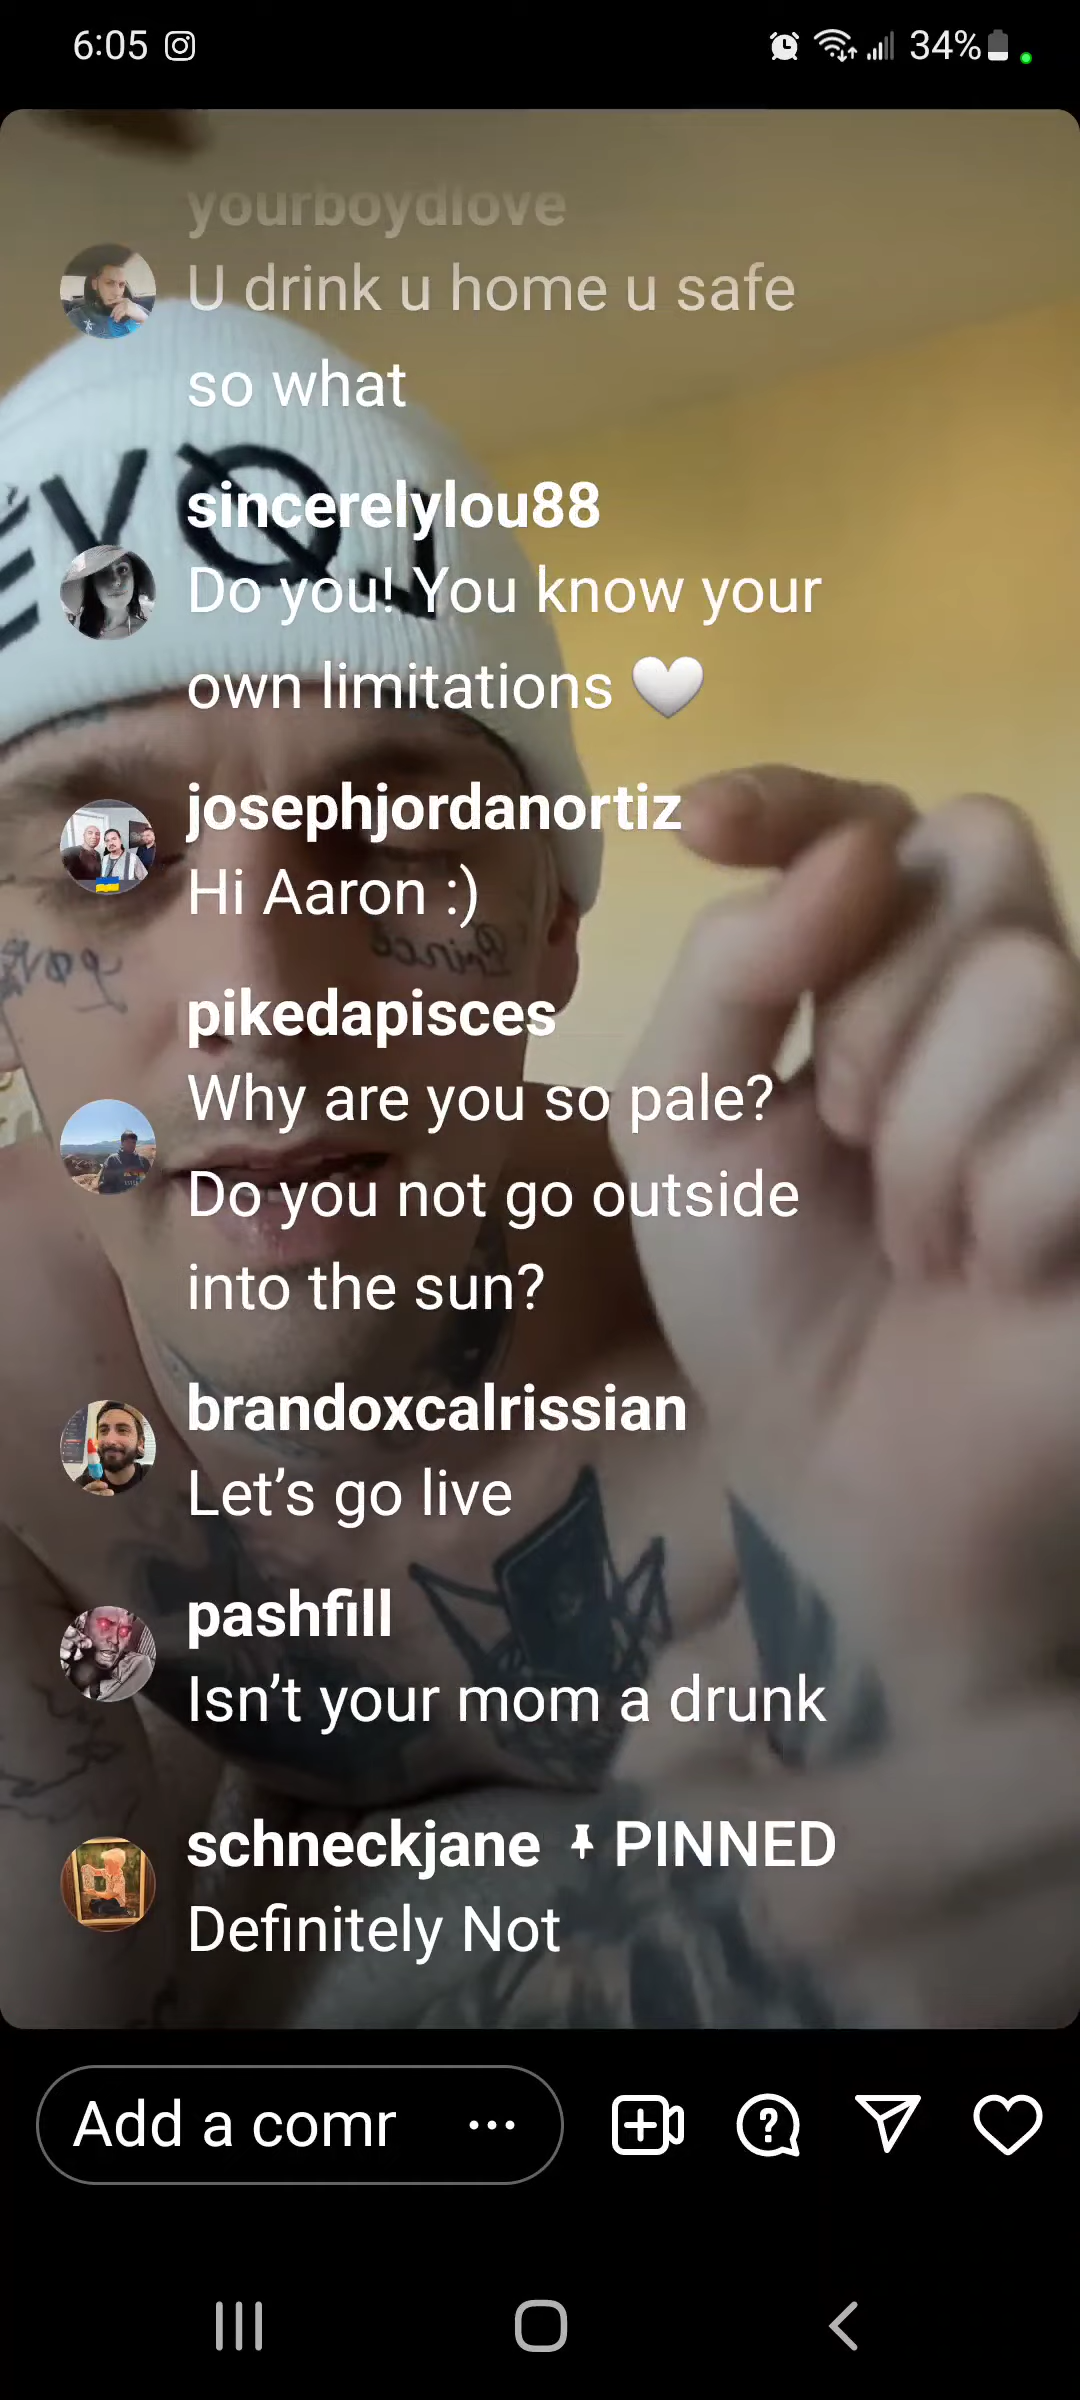 6:05
34%
yourboydlove
U drink u home u safe
so what
sincerelylou88
Do you! You know your
own limitations 🤍
josephjordanortiz
Hi Aaron :)
Prince
Love
pikedapisces
Why are you so pale?
Do you not go outside
into the sun?
brandoxcalrissian
Let’s go live
pashfill
Isn’t your mom a drunk
schneckjane PINNED
Definitely Not
Add a comr ...